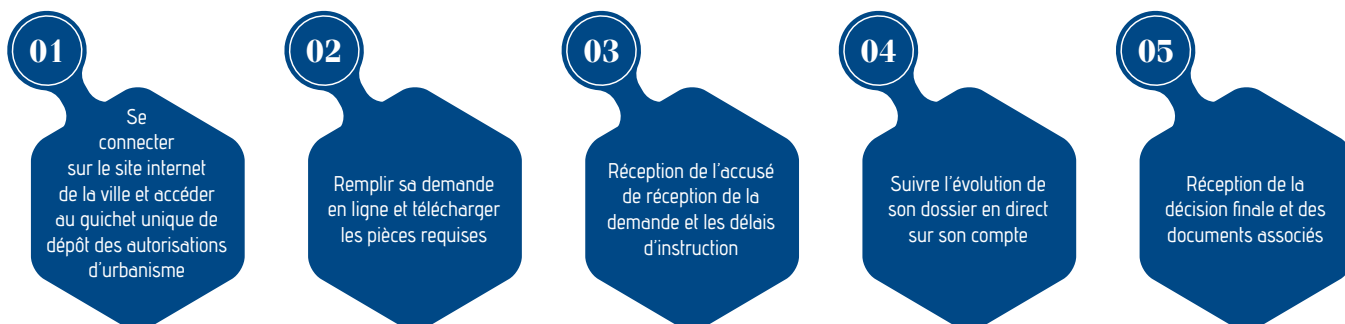 01
Se
connecter
sur le site internet
de la ville et accéder
au guichet unique de
dépôt des autorisations
d'urbanisme
02
Remplir sa demande
en ligne et télécharger
les pièces requises
03
Réception de l'accusé
de réception de la
demande et les délais
d'instruction
04
Suivre l'évolution de
son dossier en direct
sur son compte
05
Réception de la
décision finale et des
documents associés